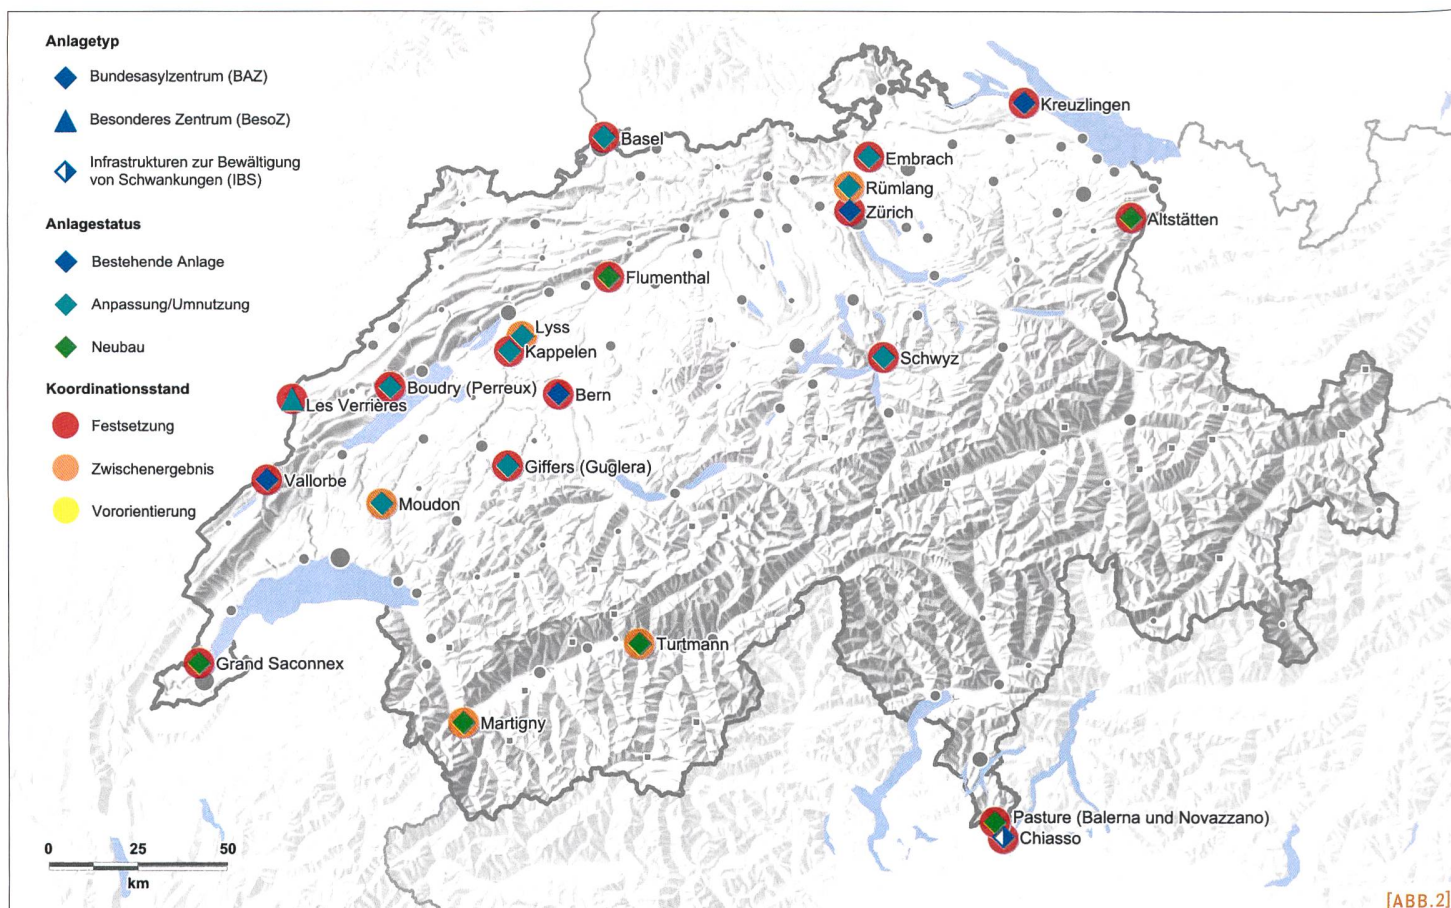 Anlagetyp
Bundesasylzentrum (BAZ)
Besonderes Zentrum (BesoZ)
Infrastrukturen zur Bewältigung
von Schwankungen (IBS)
Anlagestatus
Bestehende Anlage
Anpassung/Umnutzung
Neubau
Koordinationsstand
Festsetzung
Zwischenergebnis
Vororientierung
Kreuzlingen
Basel
Embrach
Rümlang
Zürich
Altstätten
Flumenthal
Lyss
Kappelen
Schwyz
Boudry (Perreux)
Bern
Les Verrières
Giffers (Guglera)
Vallorbe
Moudon
Turtmann
Grand Saconnex
Martigny
Pasture (Balerna und Novazzano)
Chiasso
0 25 50
km
[ABB.2]